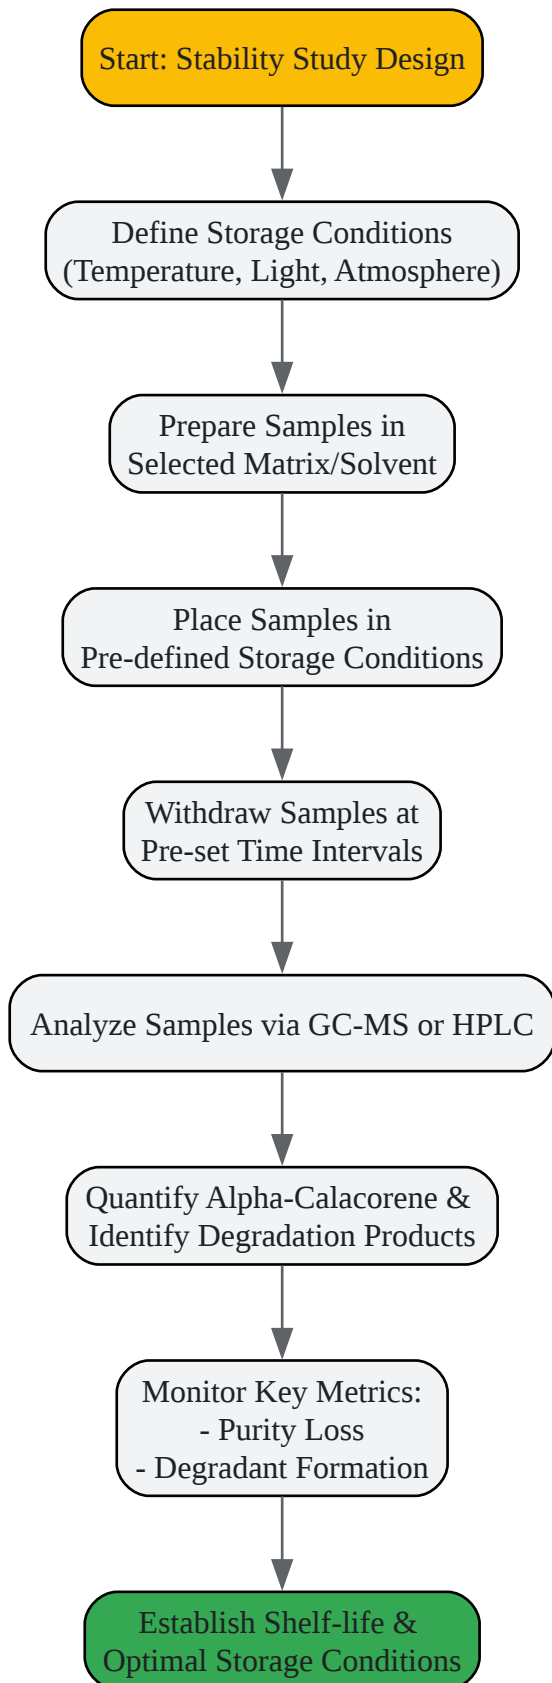 Start: Stability Study Design
Define Storage Conditions
(Temperature, Light, Atmosphere)
Prepare Samples in
Selected Matrix/Solvent
Place Samples in
Pre-defined Storage Conditions
Withdraw Samples at
Pre-set Time Intervals
Analyze Samples via GC-MS or HPLC
Quantify Alpha-Calacorene &
Identify Degradation Products
Monitor Key Metrics:
- Purity Loss
- Degradant Formation
Establish Shelf-life &
Optimal Storage Conditions